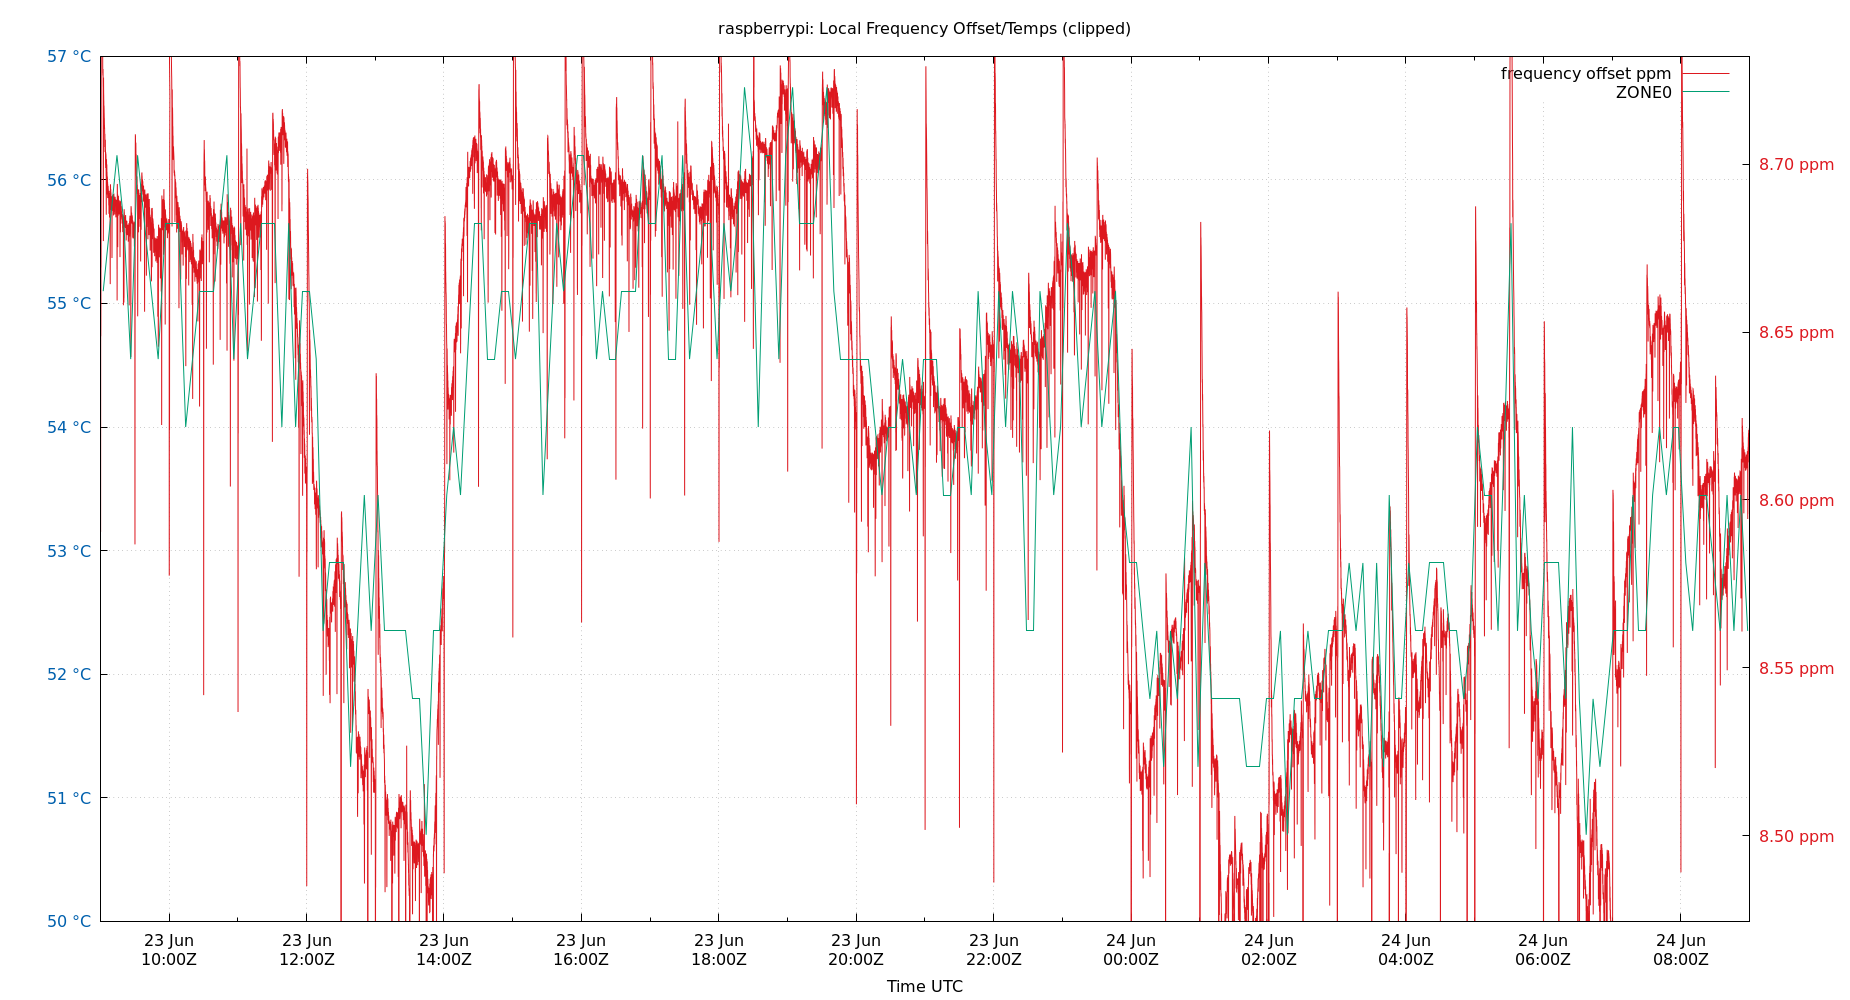 raspberrypi: Local Frequency Offset/Temps (clipped)
57 °C
56 °C
55 °C
54 °C
53 °C
52 °C
51 °C
50 °C
frequency offset ppm
ZONE0
8.70 ppm
8.65 ppm
8.60 ppm
8.55 ppm
8.50 ppm
23 Jun 23 Jun 23 Jun 23 Jun 23 Jun 23 Jun 23 Jun 24 Jun 24 Jun 24 Jun 24 Jun 24 Jun
10:00Z 12:00Z 14:00Z 16:00Z 18:00Z 20:00Z 22:00Z 00:00Z 02:00Z 04:00Z 06:00Z 08:00Z
Time UTC